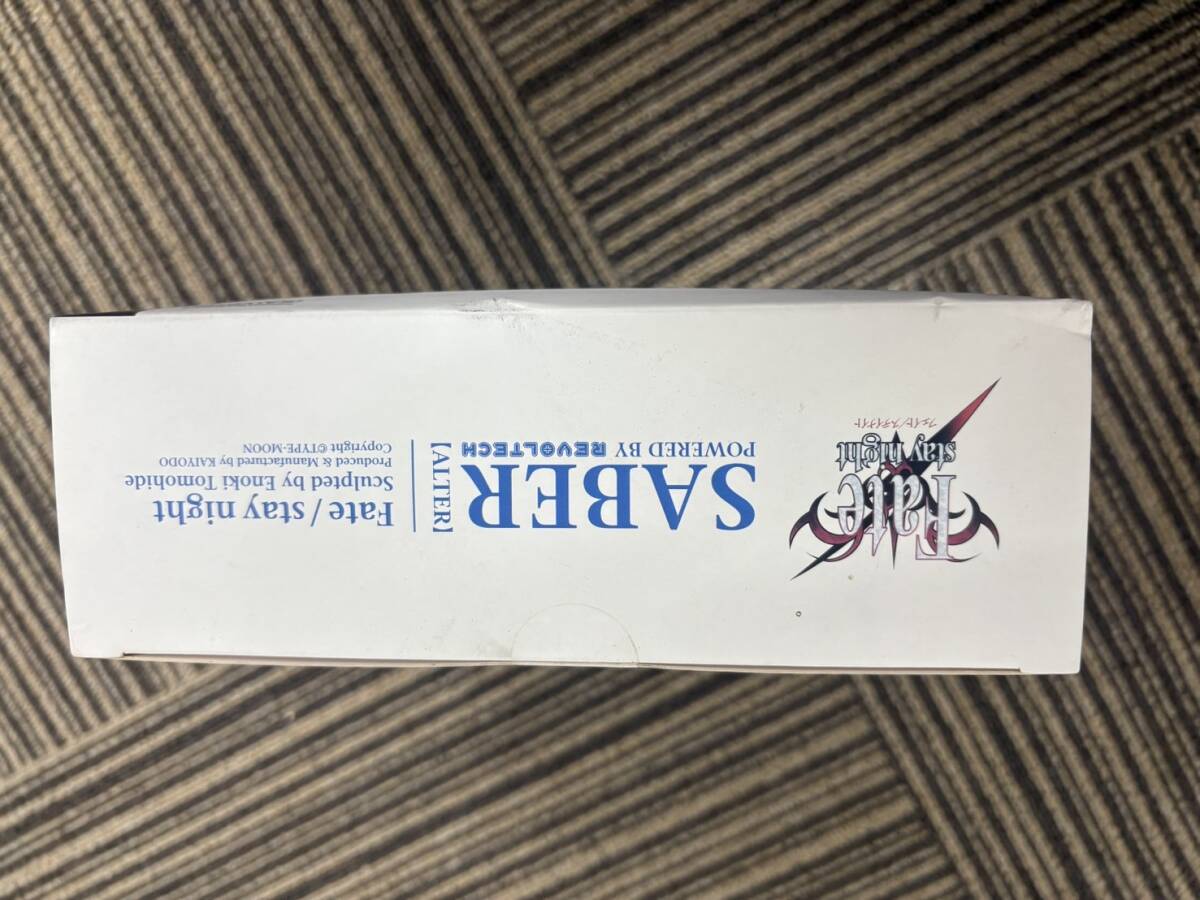 Fate
stay night
フェイト/ステイナイト
SABER
[ALTER]
POWERED BY REVOLTECH
Fate/stay night
Sculpted by Enoki Tomohide
Produced & Manufactured by KAIYODO
Copyright ©TYPE-MOON